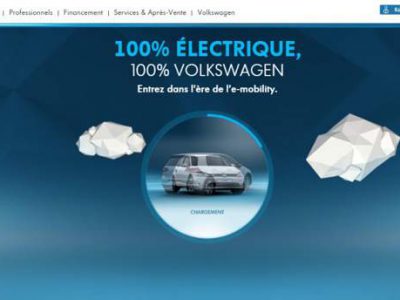 | Professionnels | Financement | Services & Après-Vente | Volkswagen
100% ÉLECTRIQUE,
100% VOLKSWAGEN
Entrez dans l'ère de l'e-mobility.
CHARGEMENT